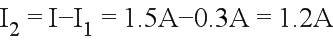 I₂ = I−I₁ = 1.5A−0.3A = 1.2A